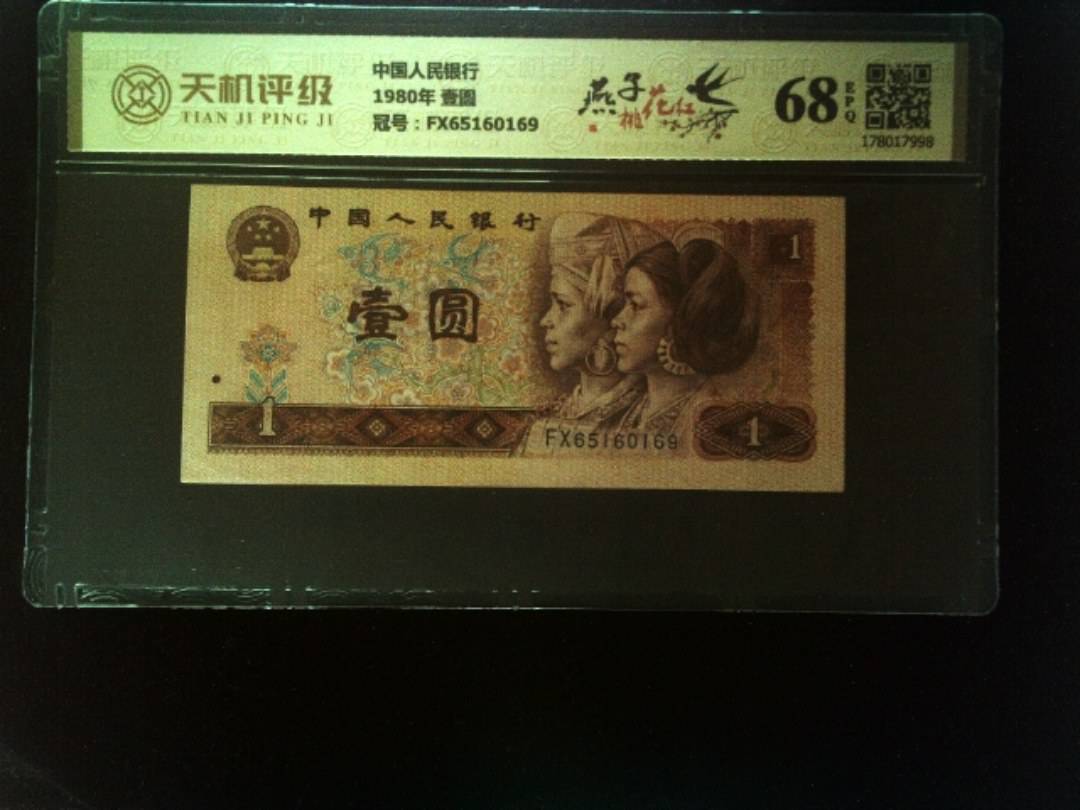 天机评级
TIAN JI PING JI
中国人民银行
1980年 壹圆
冠号：FX65160169
燕子
桃花红
68
EPQ
178017998
中国人民银行
壹圆
1
1
FX65160169
1